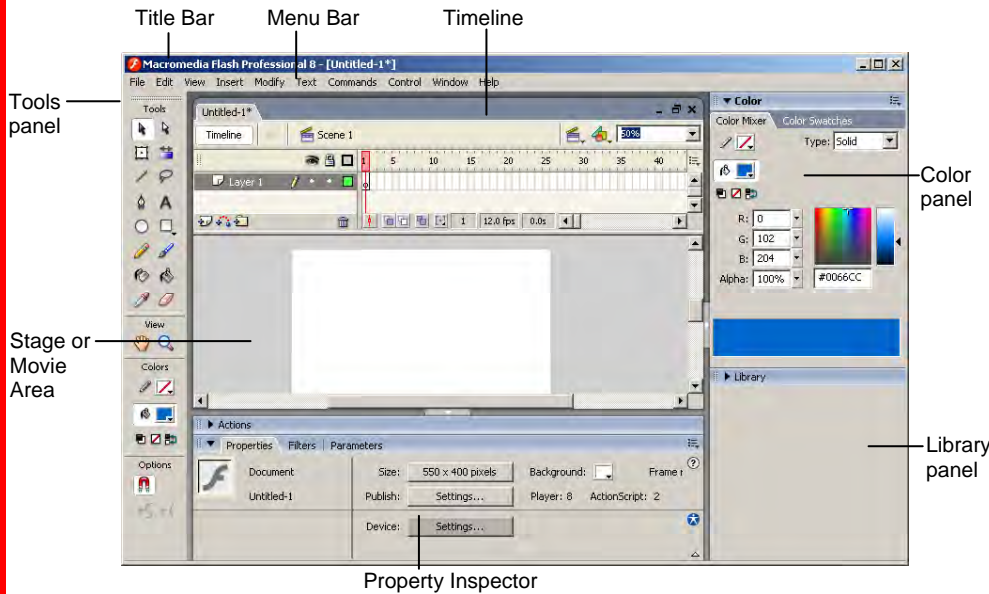 Title Bar
Menu Bar
Timeline
Macromedia Flash Professional 8 - [Untitled-1*]
File Edit View Insert Modify Text Commands Control Window Help
Tools panel
Tools
Untitled-1*
Timeline
Scene 1
50%
1 5 10 15 20 25 30 35 40
Layer 1
1 12.0 fps 0.0s
Color
Color Mixer Color Swatches
Type: Solid
R: 0
G: 102
B: 204
Alpha: 100%
#0066CC
Color panel
View
Stage or Movie Area
Colors
Library
Library panel
Actions
Properties Filters Parameters
Options
Document
Untitled-1
Size: 550 x 400 pixels
Background:
Frame r
Publish: Settings...
Player: 8 ActionScript: 2
Device: Settings...
Property Inspector